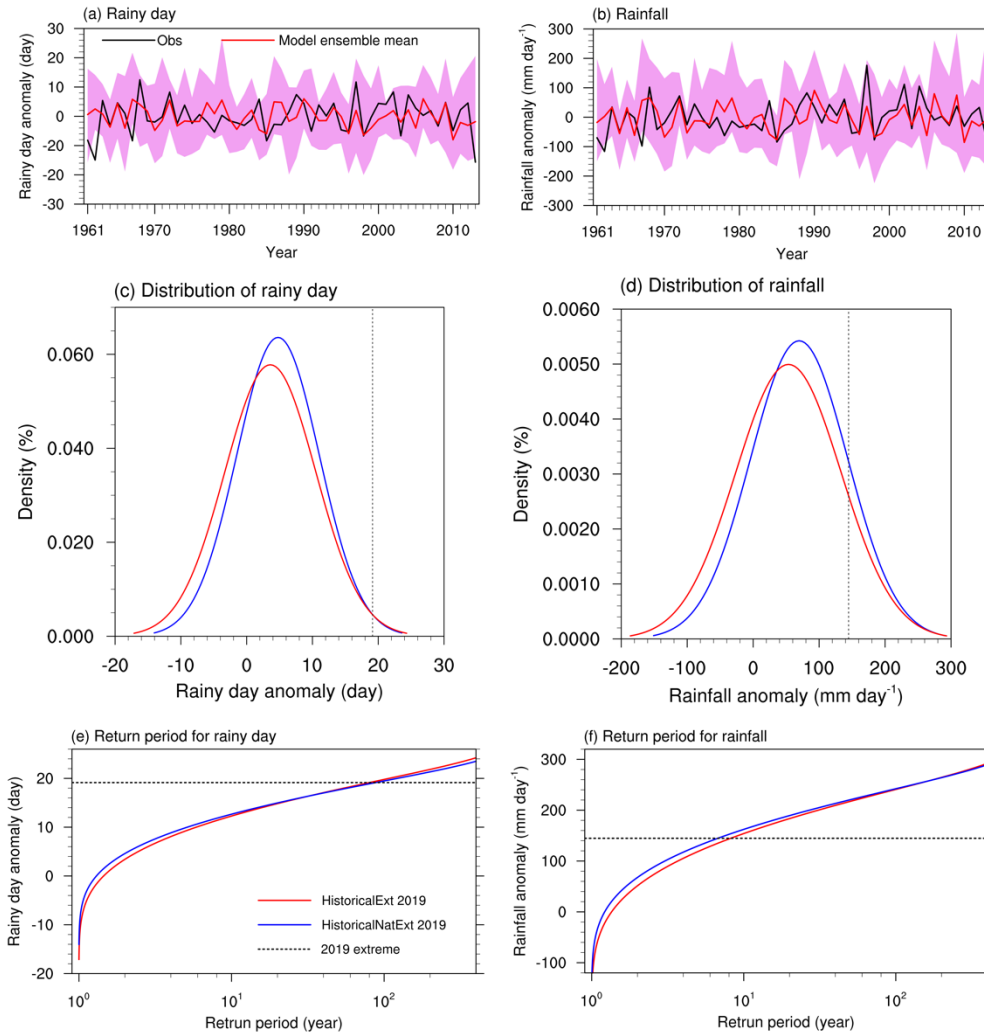 (a) Rainy day
Rainy day anomaly (day)
30
20
10
0
-10
-20
-30
Obs
Model ensemble mean
1961
1970
1980
1990
2000
2010
Year
(b) Rainfall
Rainfall anomaly (mm day-1)
300
200
100
0
-100
-200
-300
1961
1970
1980
1990
2000
2010
Year
(c) Distribution of rainy day
Density (%)
0.060
0.040
0.020
0.000
-20
-10
0
10
20
30
Rainy day anomaly (day)
(d) Distribution of rainfall
Density (%)
0.0060
0.0050
0.0040
0.0030
0.0020
0.0010
0.0000
-200
-100
0
100
200
300
Rainfall anomaly (mm day-1)
(e) Return period for rainy day
Rainy day anomaly (day)
20
10
0
-10
-20
HistoricalExt 2019
HistoricalNatExt 2019
2019 extreme
10^0
10^1
10^2
Retrun period (year)
(f) Return period for rainfall
Rainfall anomaly (mm day-1)
300
200
100
0
-100
10^0
10^1
10^2
Retrun period (year)